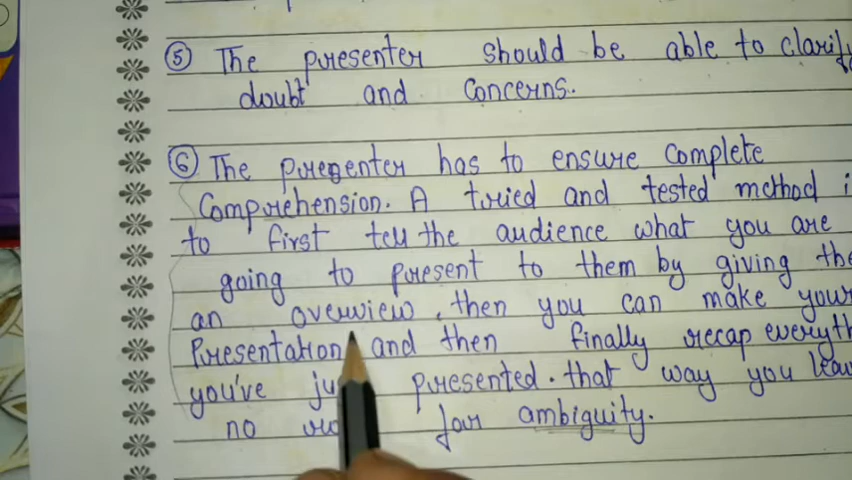 ⑤ The presenter should be able to clarify
doubt and concerns.
⑥ The presenter has to ensure complete
Comprehension. A tried and tested method i
to first tell the audience what you are
going to present to them by giving the
an overview, then you can make your
Presentation and then finally recap everyth
you've ju presented. that way you leav
no for ambiguity.